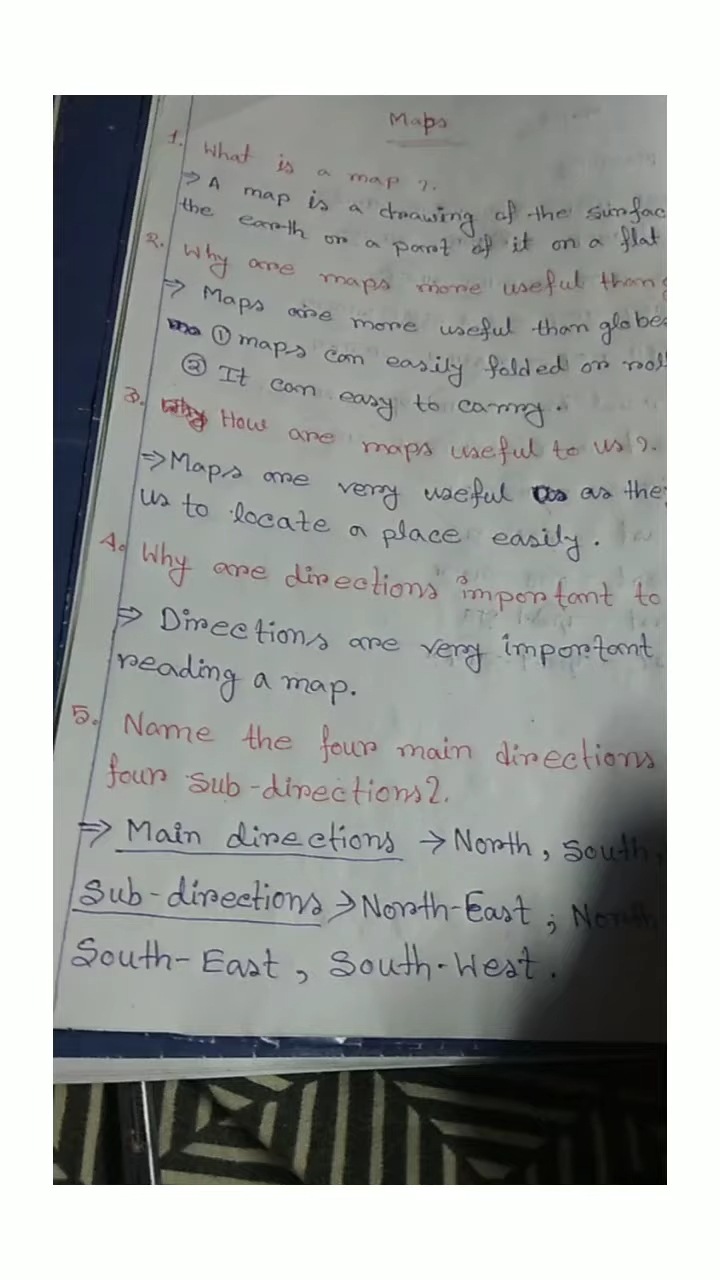 Maps
1. What is a map ?.
⇒ A map is a drawing of the surfac
the earth or a part of it on a flat
2. Why are maps more useful than g
⇒ Maps are more useful than globe
① maps can easily folded or roll
② It can easy to carry.
3. How are maps useful to us ?.
⇒ Maps are very useful as the
us to locate a place easily.
4. Why are directions important to
⇒ Directions are very important
reading a map.
5. Name the four main directions
four sub-directions?.
⇒ Main directions → North, South,
Sub-directions → North-East, North
South-East, South-West.